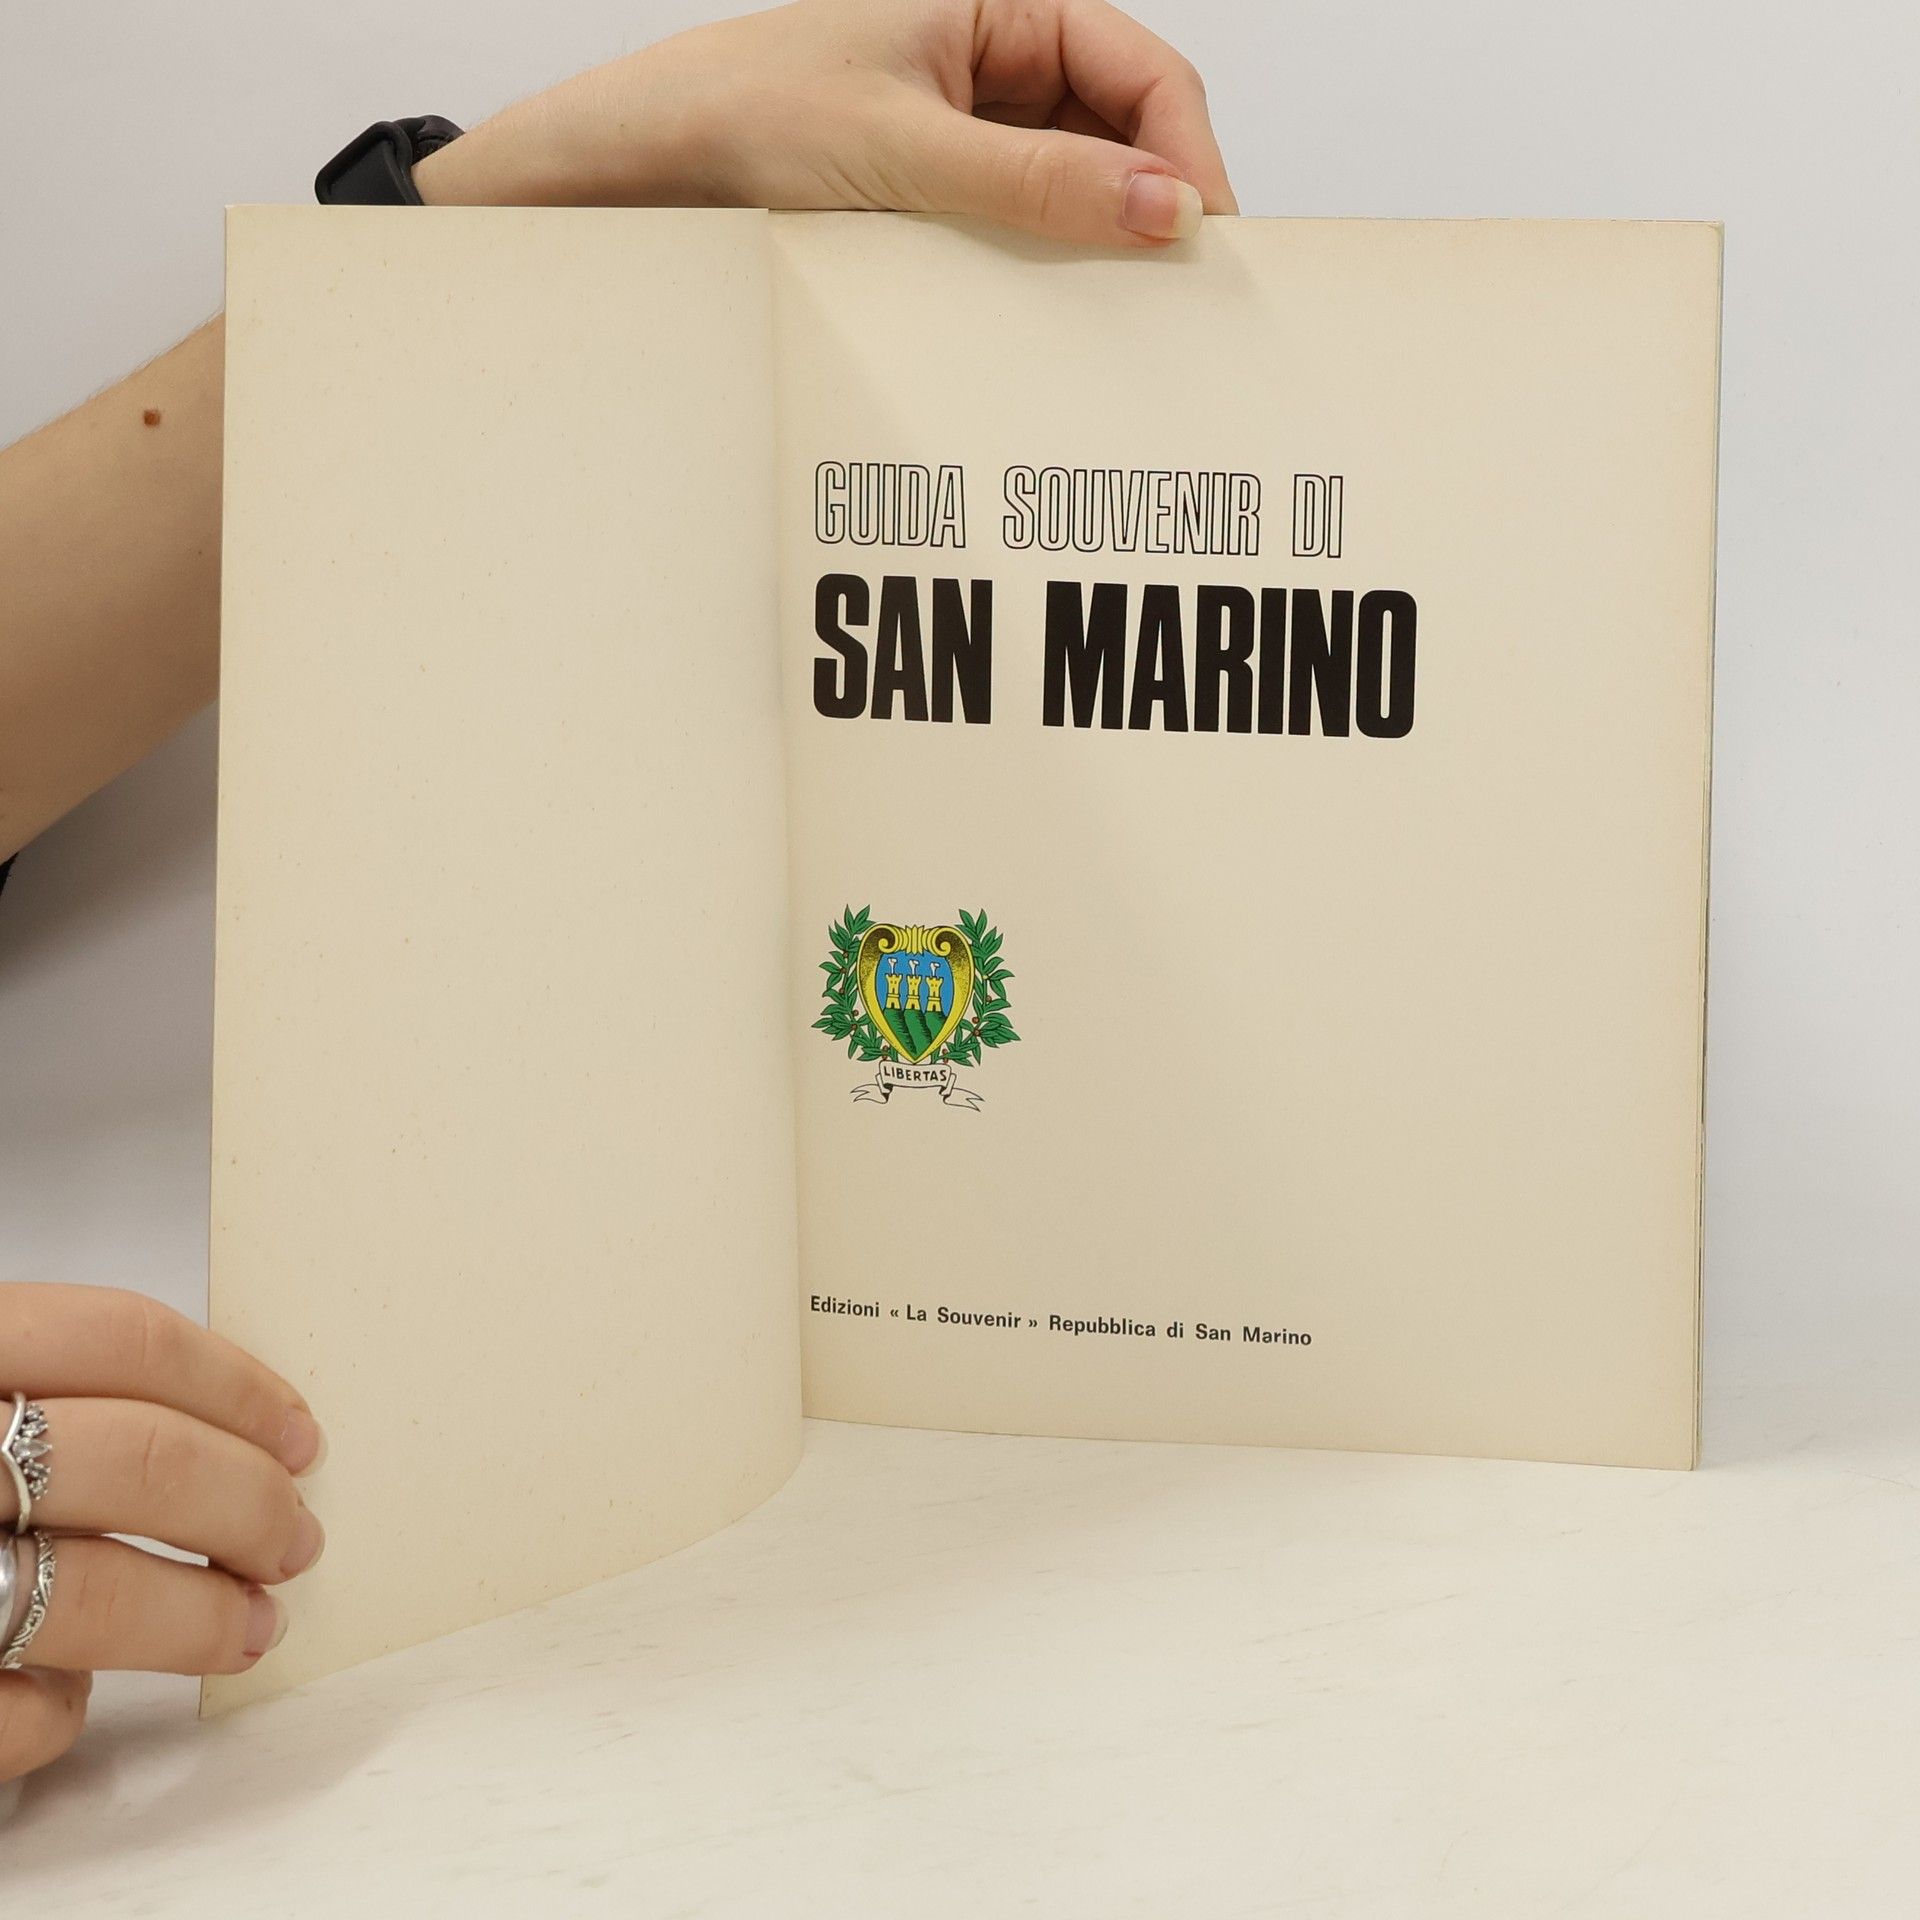 GUIDA SOUVENIR DI
SAN MARINO
LIBERTAS
Edizioni « La Souvenir » Repubblica di San Marino